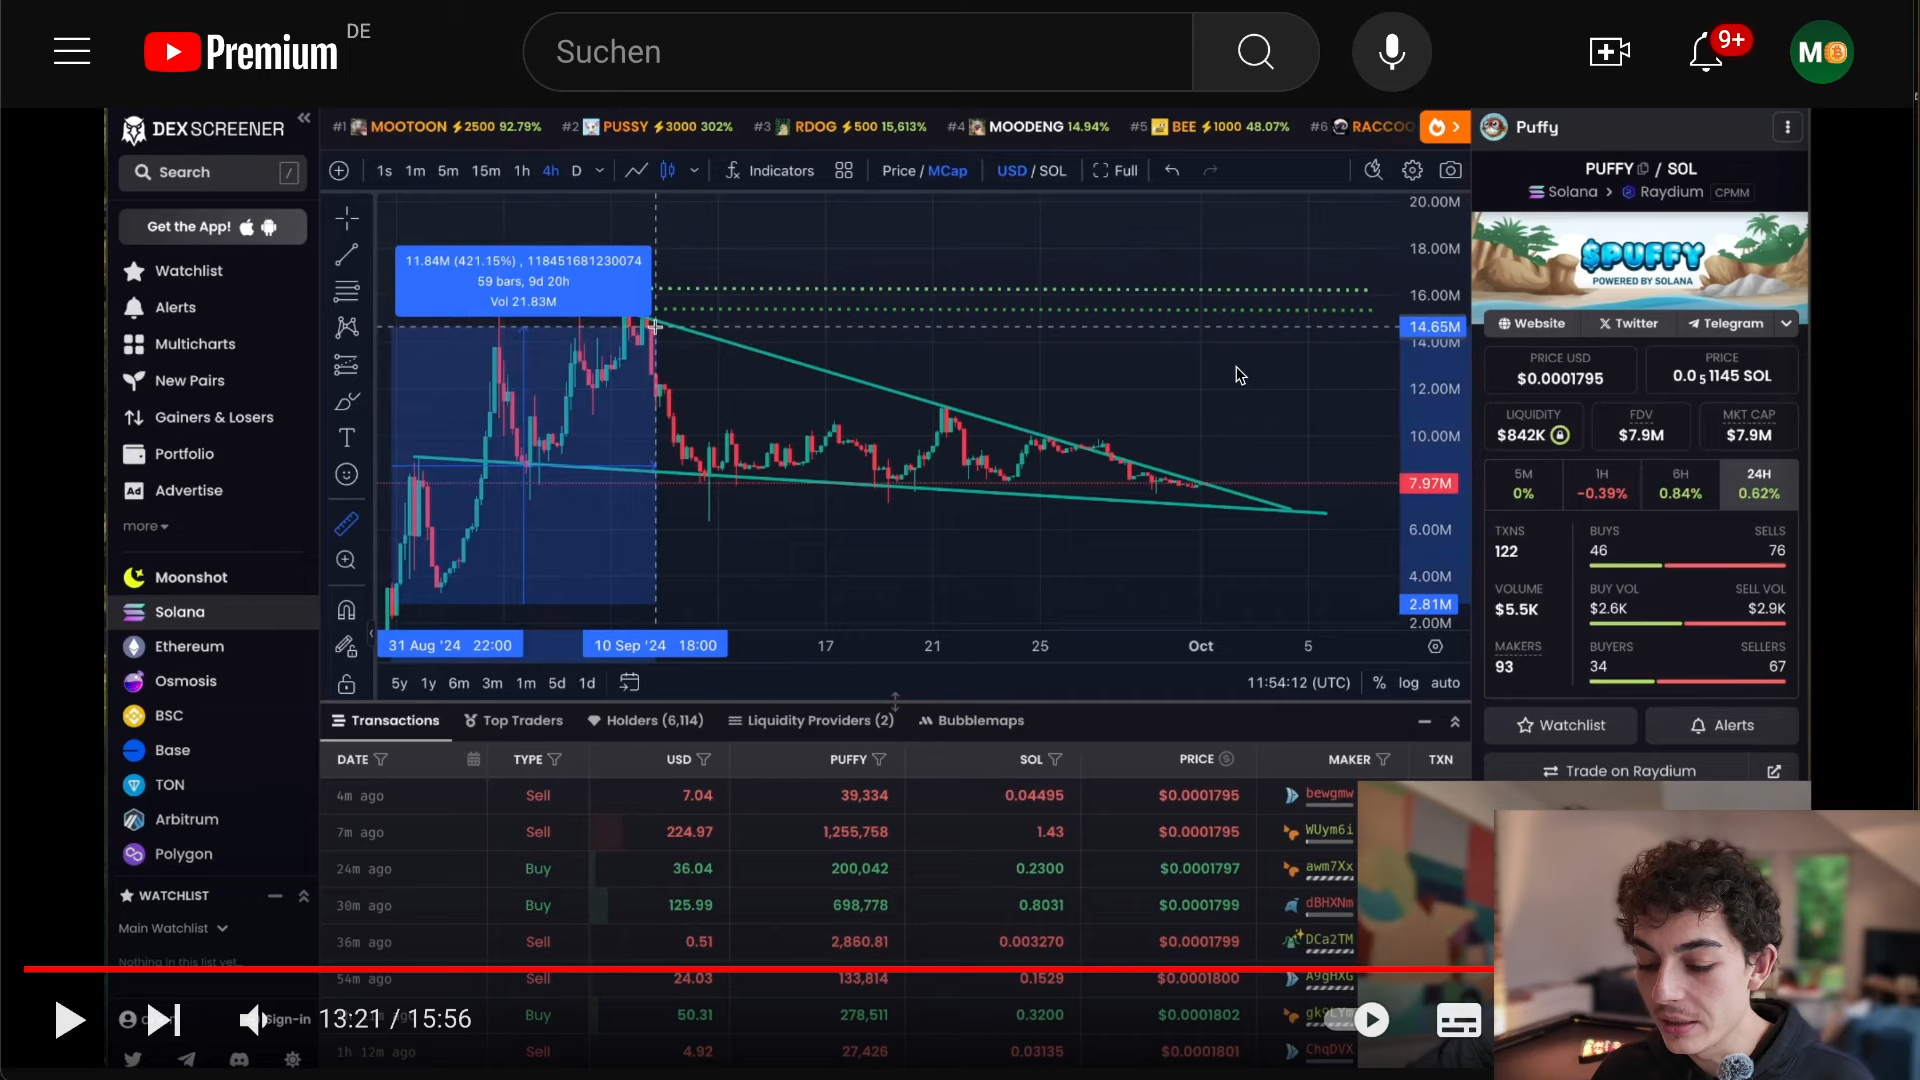 Premium DE
Suchen
9+
M
DEXSCREENER
Search /
Get the App!
Watchlist
Alerts
Multicharts
New Pairs
Gainers & Losers
Portfolio
Ad Advertise
more
Moonshot
Solana
Ethereum
Osmosis
BSC
Base
TON
Arbitrum
Polygon
WATCHLIST
Main Watchlist
Nothing in this list yet...
Sign-in
#1 MOOTOON 2500 92.79% #2 PUSSY 3000 302% #3 RDOG 500 15,613% #4 MOODENG 14.94% #5 BEE 1000 48.07% #6 RACCOO
1s 1m 5m 15m 1h 4h D Indicators Price / MCap USD / SOL Full
11.84M (421.15%) , 118451681230074
59 bars, 9d 20h
Vol 21.83M
20.00M
18.00M
16.00M
14.65M
14.00M
12.00M
10.00M
7.97M
6.00M
4.00M
2.81M
2.00M
31 Aug '24 22:00 10 Sep '24 18:00 17 21 25 Oct 5
5y 1y 6m 3m 1m 5d 1d 11:54:12 (UTC) % log auto
Transactions Top Traders Holders (6,114) Liquidity Providers (2) Bubblemaps
DATE TYPE USD PUFFY SOL PRICE MAKER TXN
4m ago Sell 7.04 39,334 0.04495 $0.0001795 bewgmw
7m ago Sell 224.97 1,255,758 1.43 $0.0001795 WUym6i
24m ago Buy 36.04 200,042 0.2300 $0.0001797 awm7Xx
30m ago Buy 125.99 698,778 0.8031 $0.0001799 dBHXNm
36m ago Sell 0.51 2,860.81 0.003270 $0.0001799 DCa2TM
54m ago Sell 24.03 133,814 0.1529 $0.0001800 A9gHXG
Buy 50.31 278,511 0.3200 $0.0001802
1h 12m ago Sell 4.92 27,426 0.03135 $0.0001801 ChqDVX
13:21 / 15:56
Puffy
PUFFY / SOL
Solana > Raydium CPMM
$PUFFY
POWERED BY SOLANA
Website Twitter Telegram
PRICE USD
$0.0001795
PRICE
0.0₅1145 SOL
LIQUIDITY
$842K
FDV
$7.9M
MKT CAP
$7.9M
5M
0%
1H
-0.39%
6H
0.84%
24H
0.62%
TXNS
122
BUYS SELLS
46 76
VOLUME
$5.5K
BUY VOL SELL VOL
$2.6K $2.9K
MAKERS
93
BUYERS SELLERS
34 67
Watchlist Alerts
Trade on Raydium